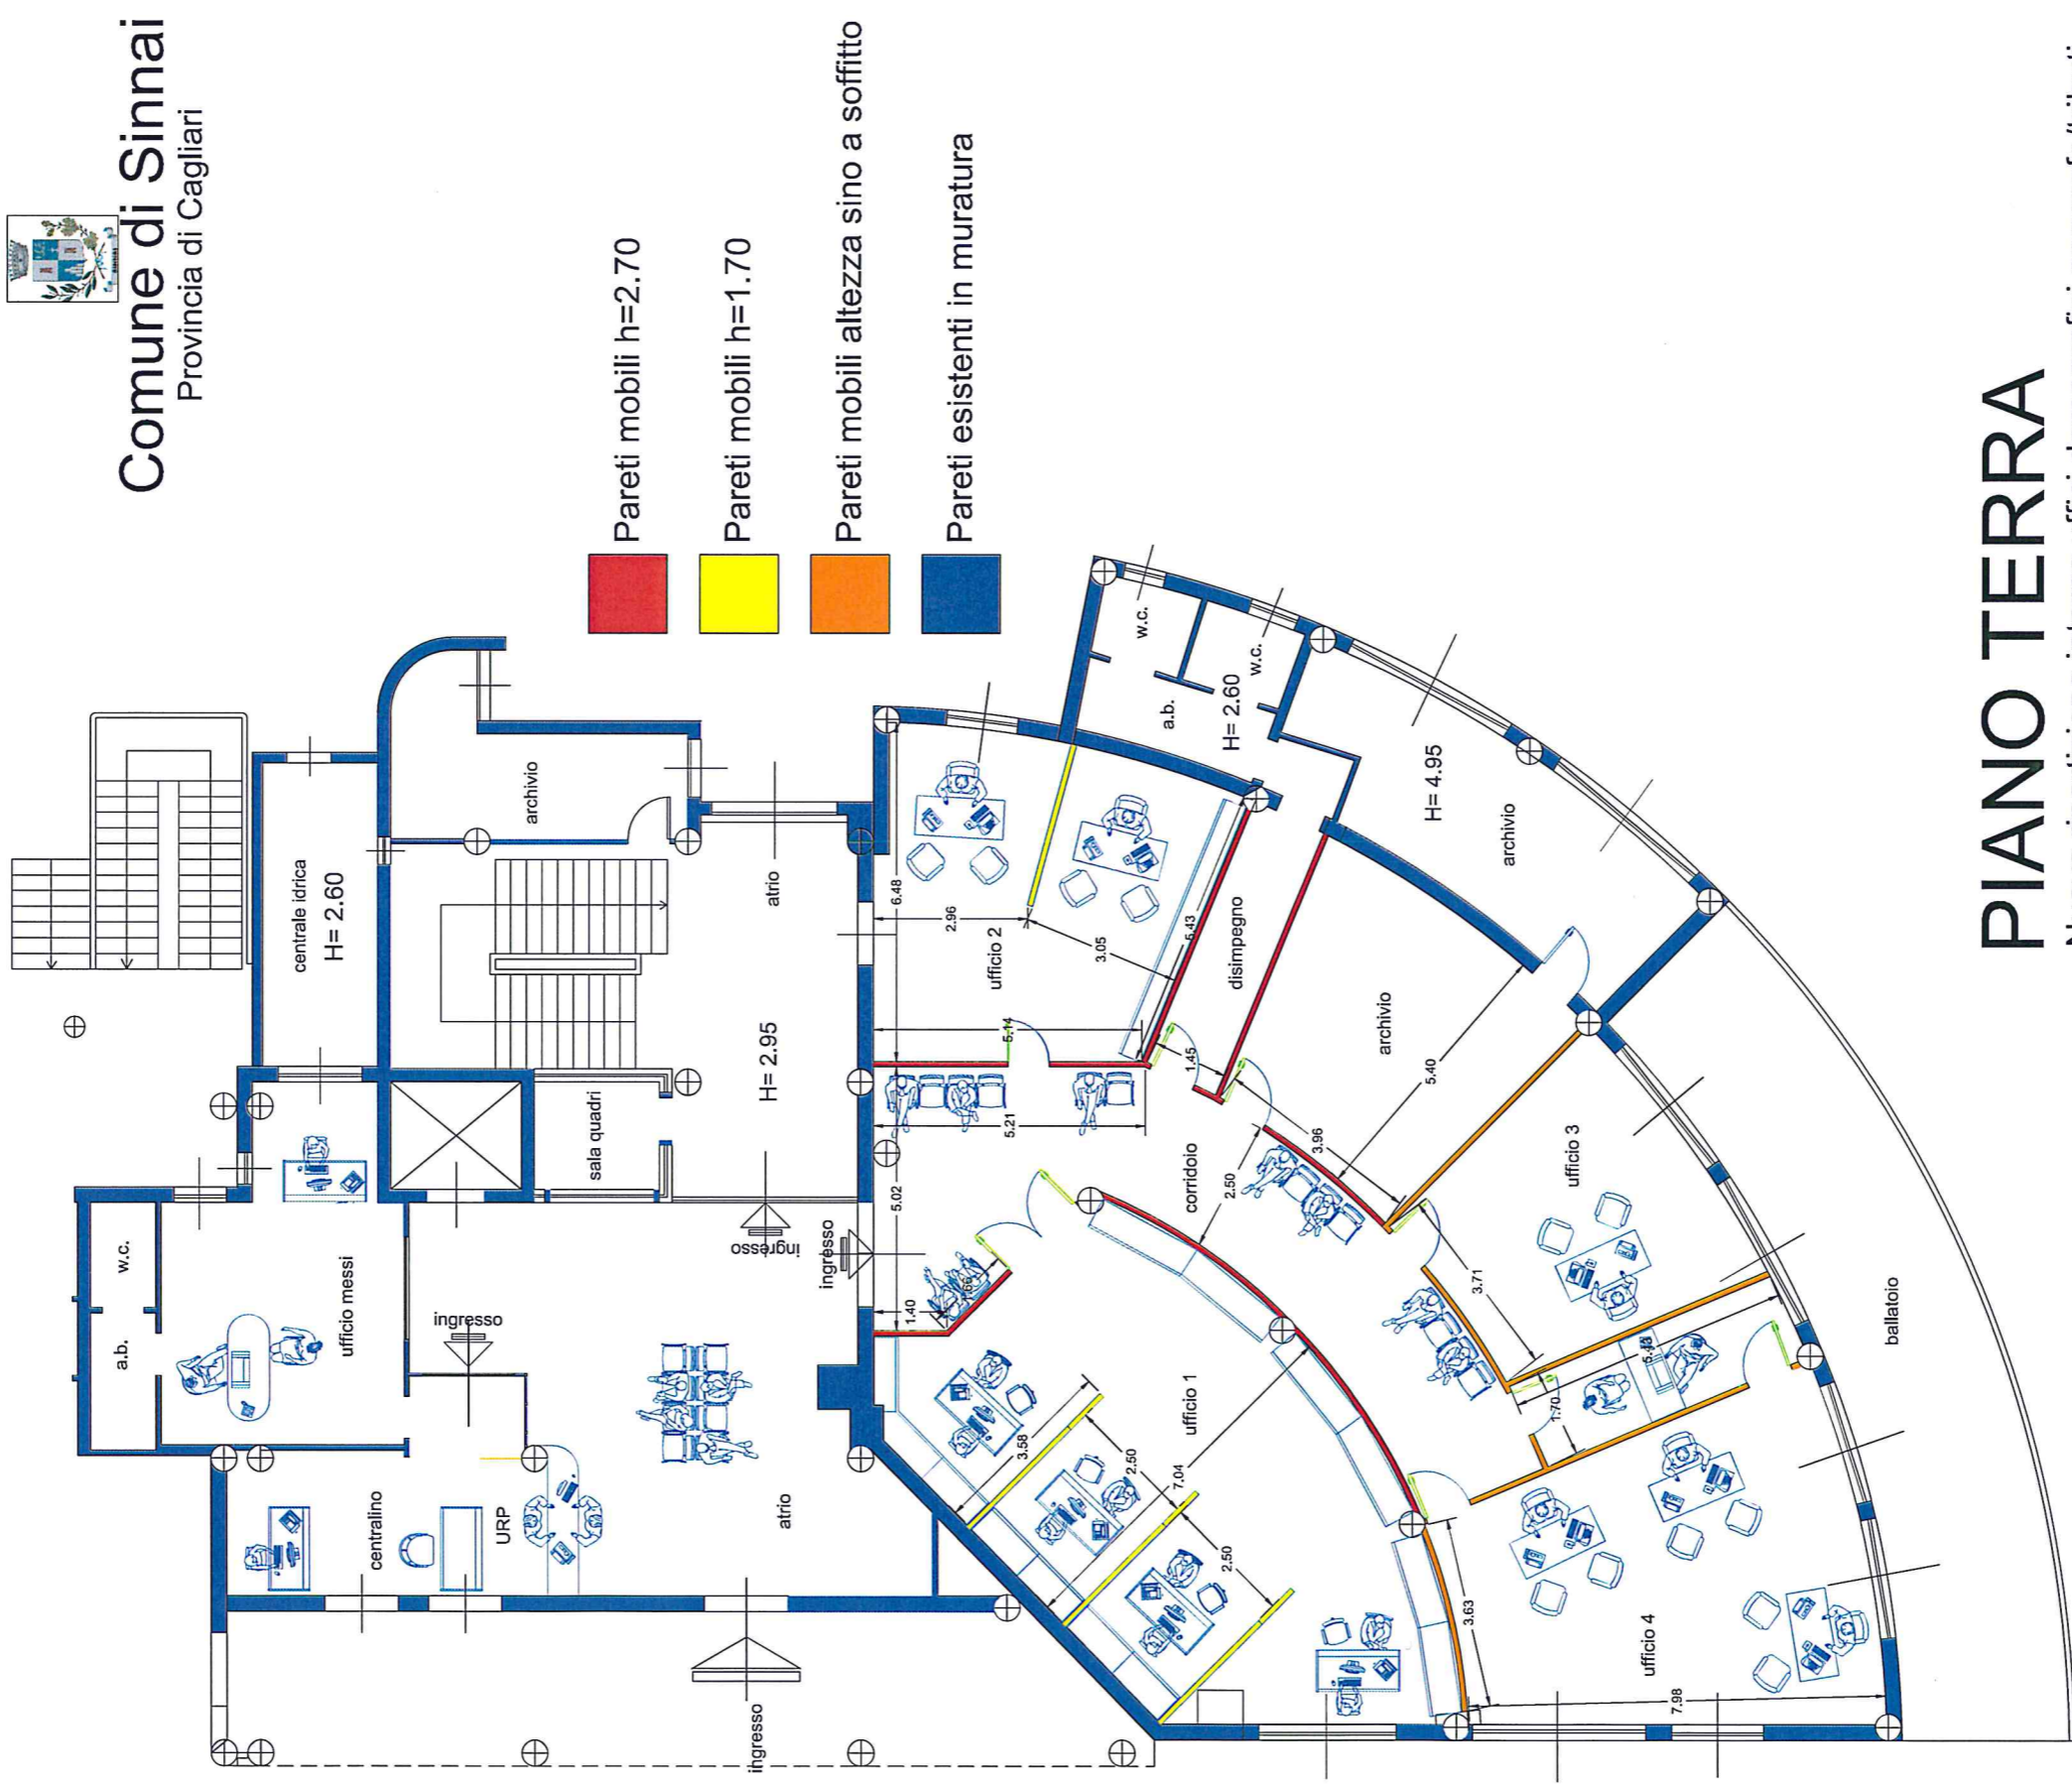 Comune di Sinnai
Provincia di Cagliari
Pareti mobili h=2.70
Pareti mobili h=1.70
Pareti mobili altezza sino a soffitto
Pareti esistenti in muratura
centrale idrica
H= 2.60
archivio
atrio
H= 2.95
sala quadri
w.c.
a.b.
ufficio messi
ingresso
ingresso
ingresso
centralino
URP
atrio
ingresso
w.c.
w.c.
a.b.
H= 2.60
H= 4.95
archivio
6.48
2.96
ufficio 2
3.05
5.43
5.14
disimpegno
1.45
archivio
5.40
5.21
5.02
corridoio
2.50
3.96
1.40
ufficio 3
3.71
1.70
ballatoio
ufficio 1
3.58
2.50
7.04
2.50
3.63
ufficio 4
7.98
PIANO TERRA